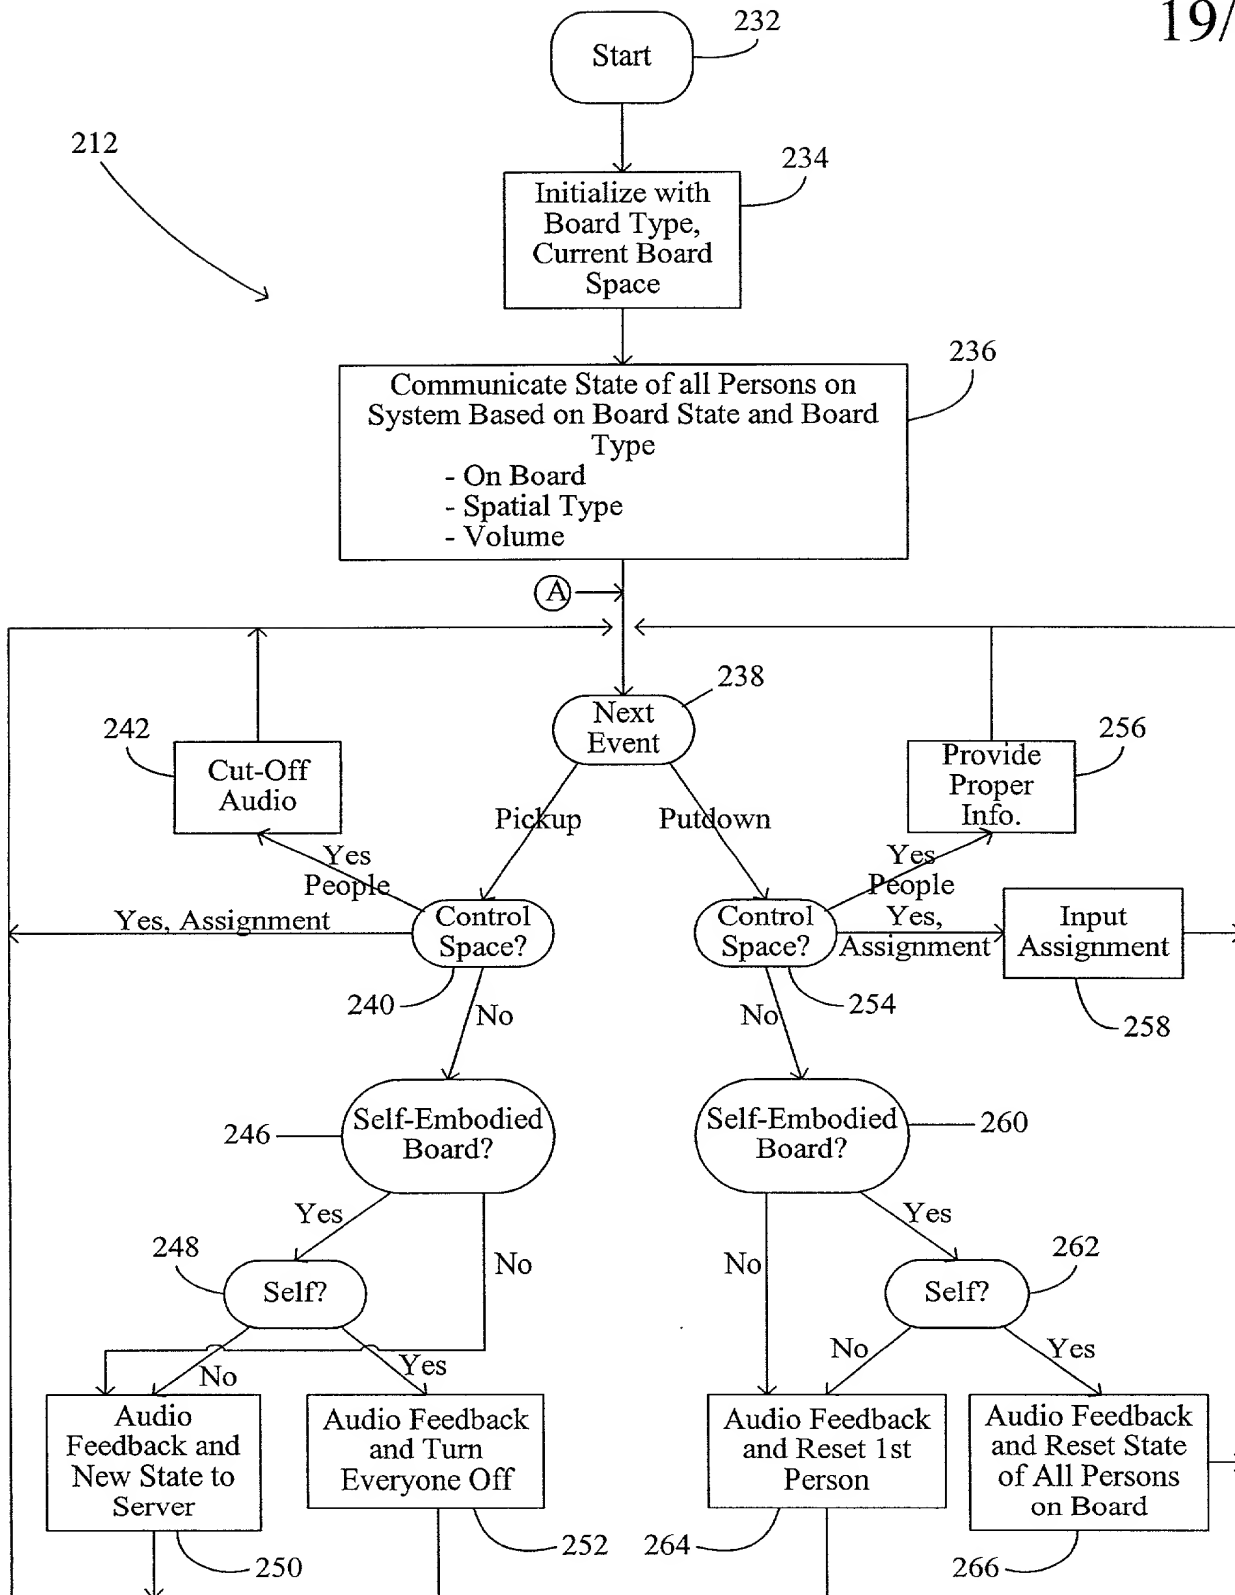 19/
232
Start
212
234
Initialize with
Board Type,
Current Board
Space
236
Communicate State of all Persons on
System Based on Board State and Board
Type
- On Board
- Spatial Type
- Volume
A
238
Next
Event
242
Cut-Off
Audio
256
Provide
Proper
Info.
Pickup
Putdown
Yes
People
Yes
People
Yes, Assignment
Control
Space?
Control
Space?
Yes,
Assignment
Input
Assignment
240
254
258
No
No
246
Self-Embodied
Board?
Self-Embodied
Board?
260
Yes
Yes
248
No
No
262
Self?
Self?
No
Yes
No
Yes
Audio
Feedback and
New State to
Server
Audio Feedback
and Turn
Everyone Off
Audio Feedback
and Reset 1st
Person
Audio Feedback
and Reset State
of All Persons
on Board
250
252
264
266